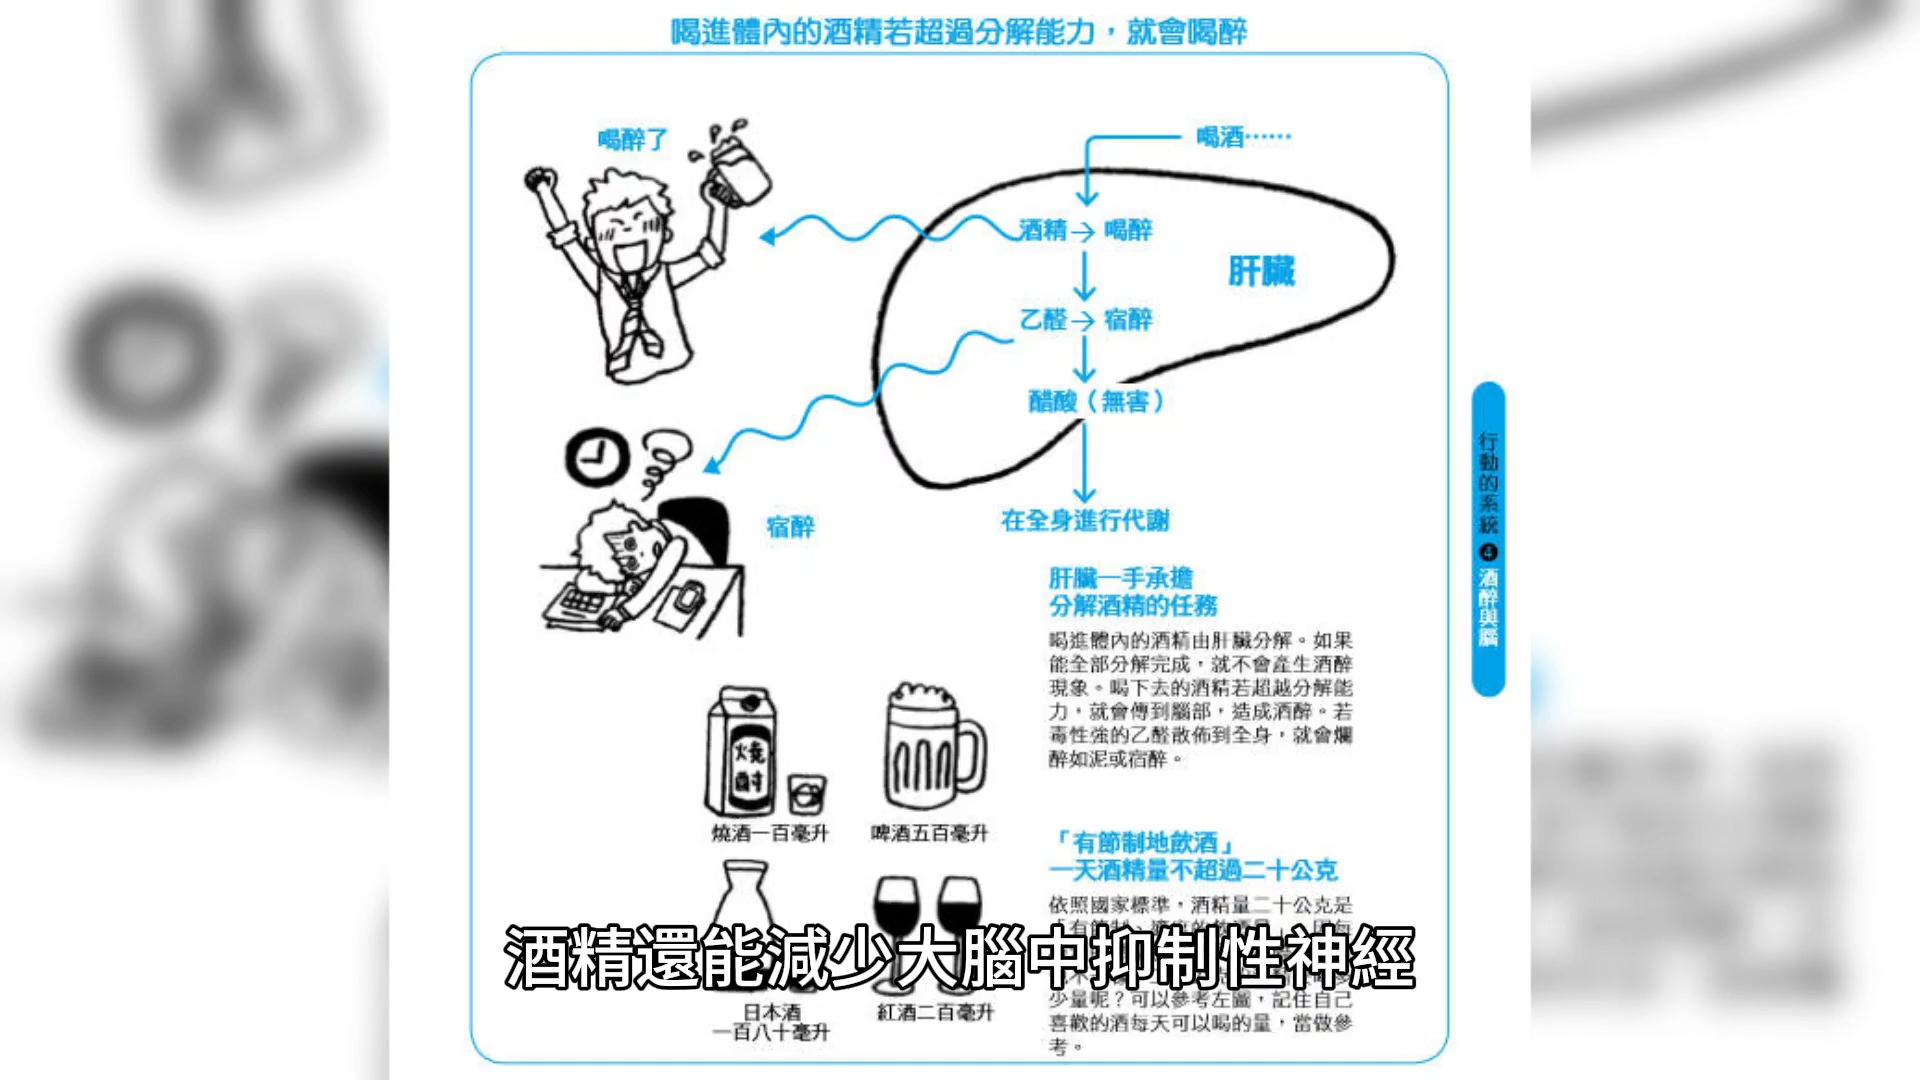 喝進體內的酒精若超過分解能力，就會喝醉
喝醉了
喝酒……
酒精→喝醉
肝臟
乙醛→宿醉
醋酸（無害）
宿醉
在全身進行代謝
肝臟一手承擔
分解酒精的任務
喝進體內的酒精由肝臟分解。如果
能全部分解完成，就不會產生酒醉
現象。喝下去的酒精若超越分解能
力，就會傳到腦部，造成酒醉。若
毒性強的乙醛散佈到全身，就會爛
醉如泥或宿醉。
燒酎
燒酒一百毫升
啤酒五百毫升
日本酒
一百八十毫升
紅酒二百毫升
「有節制地飲酒」
一天酒精量不超過二十公克
依照國家標準，酒精量二十公克是
少量呢？可以參考左圖，記住自己
喜歡的酒每天可以喝的量，當做參
考。
行動的系統 4 酒醉與腦
酒精還能減少大腦中抑制性神經